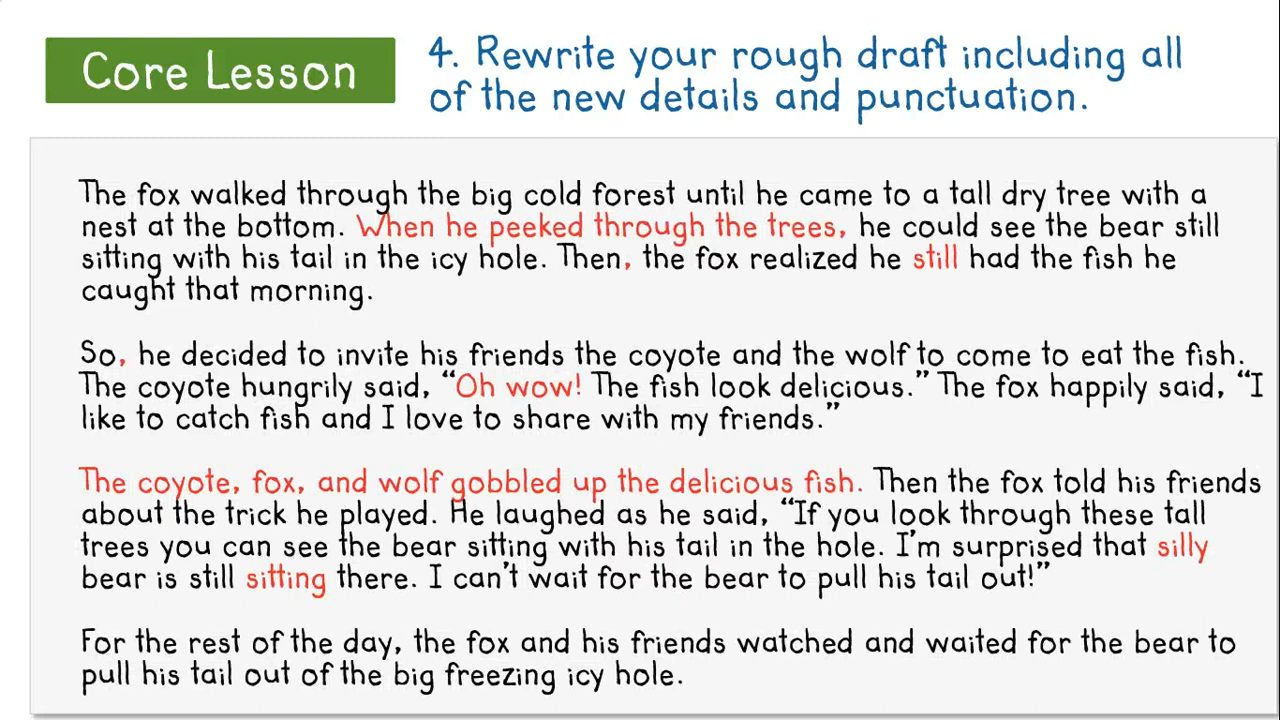 Core Lesson
4. Rewrite your rough draft including all
of the new details and punctuation.
The fox walked through the big cold forest until he came to a tall dry tree with a
nest at the bottom. When he peeked through the trees, he could see the bear still
sitting with his tail in the icy hole. Then, the fox realized he still had the fish he
caught that morning.
So, he decided to invite his friends the coyote and the wolf to come to eat the fish.
The coyote hungrily said, “Oh wow! The fish look delicious.” The fox happily said, “I
like to catch fish and I love to share with my friends.”
The coyote, fox, and wolf gobbled up the delicious fish. Then the fox told his friends
about the trick he played. He laughed as he said, “If you look through these tall
trees you can see the bear sitting with his tail in the hole. I'm surprised that silly
bear is still sitting there. I can't wait for the bear to pull his tail out!”
For the rest of the day, the fox and his friends watched and waited for the bear to
pull his tail out of the big freezing icy hole.